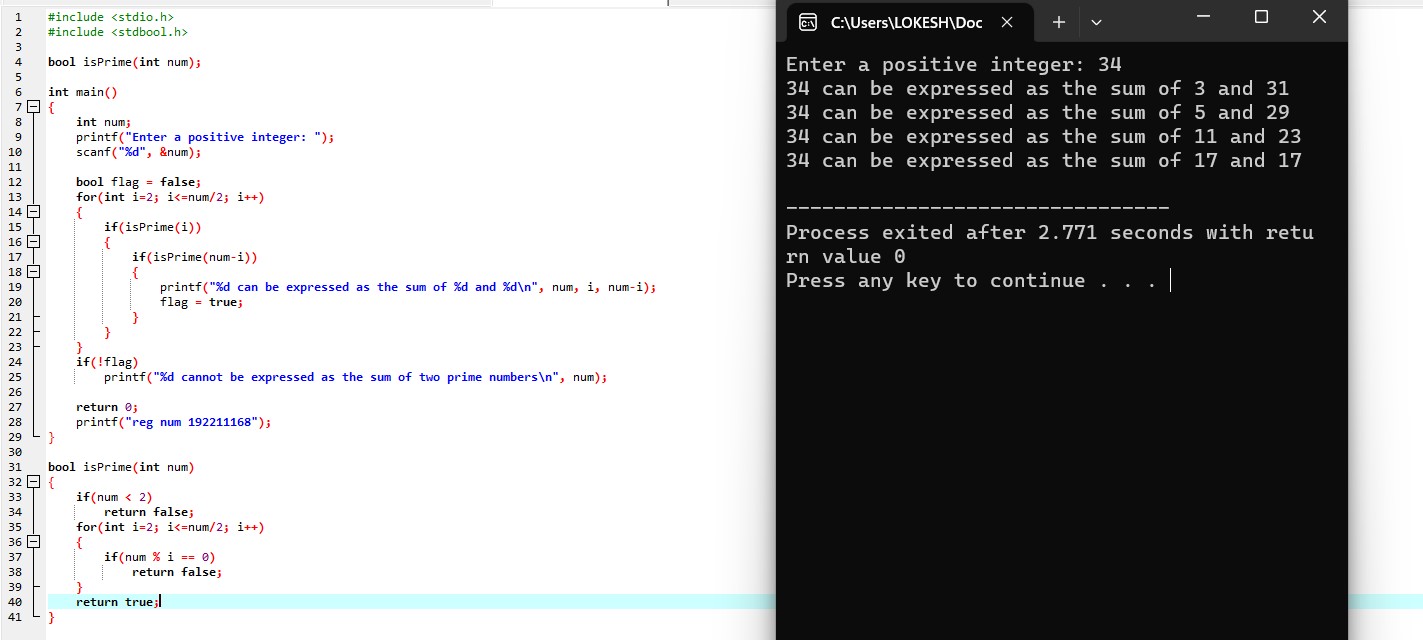 1 #include <stdio.h>
2 #include <stdbool.h>
3
4 bool isPrime(int num);
5
6 int main()
7 {
8 int num;
9 printf("Enter a positive integer: ");
10 scanf("%d", &num);
11
12 bool flag = false;
13 for(int i=2; i<=num/2; i++)
14 {
15 if(isPrime(i))
16 {
17 if(isPrime(num-i))
18 {
19 printf("%d can be expressed as the sum of %d and %d\n", num, i, num-i);
20 flag = true;
21 }
22 }
23 }
24 if(!flag)
25 printf("%d cannot be expressed as the sum of two prime numbers\n", num);
26
27 return 0;
28 printf("reg num 192211168");
29 }
30
31 bool isPrime(int num)
32 {
33 if(num < 2)
34 return false;
35 for(int i=2; i<=num/2; i++)
36 {
37 if(num % i == 0)
38 return false;
39 }
40 return true;
41 }
C:\Users\LOKESH\Doc
Enter a positive integer: 34
34 can be expressed as the sum of 3 and 31
34 can be expressed as the sum of 5 and 29
34 can be expressed as the sum of 11 and 23
34 can be expressed as the sum of 17 and 17
--------------------------------
Process exited after 2.771 seconds with retu
rn value 0
Press any key to continue . . .